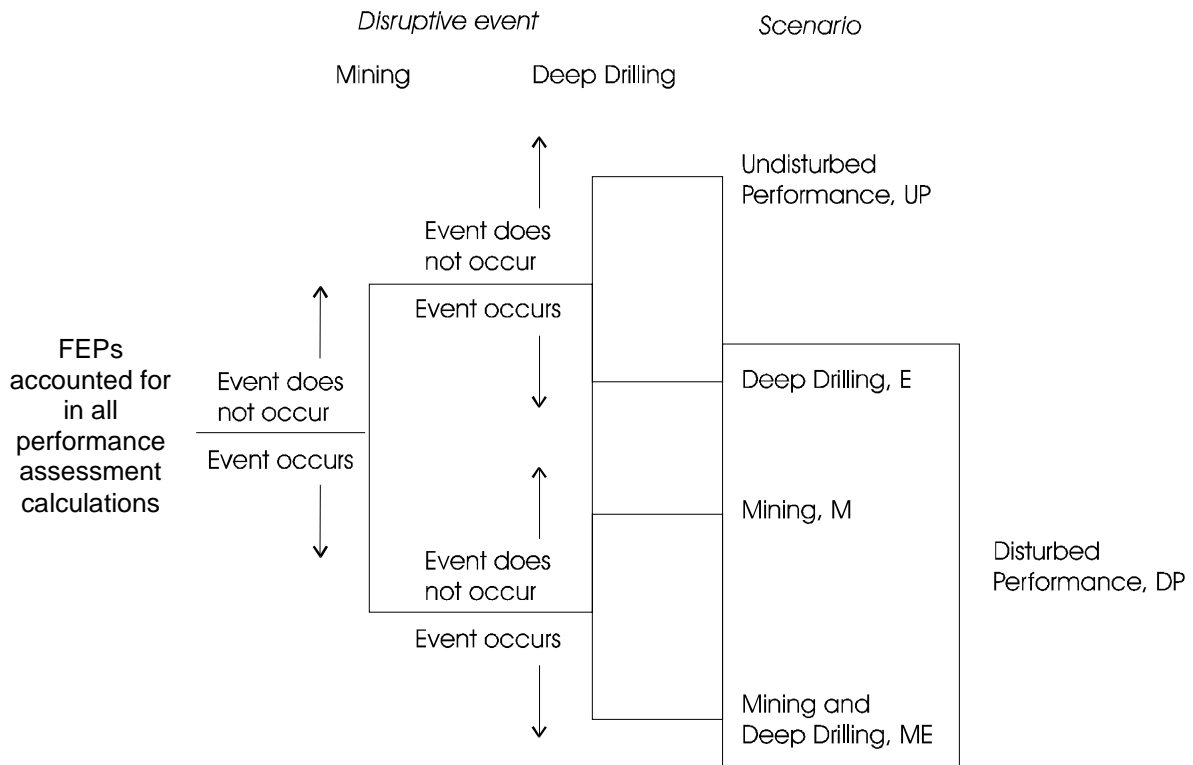 Disruptive event
Scenario
Mining
Deep Drilling
Undisturbed
Performance, UP
Event does
not occur
Event occurs
FEPs
accounted for
in all
performance
assessment
calculations
Event does
not occur
Event occurs
Deep Drilling, E
Mining, M
Event does
not occur
Event occurs
Disturbed
Performance, DP
Mining and
Deep Drilling, ME